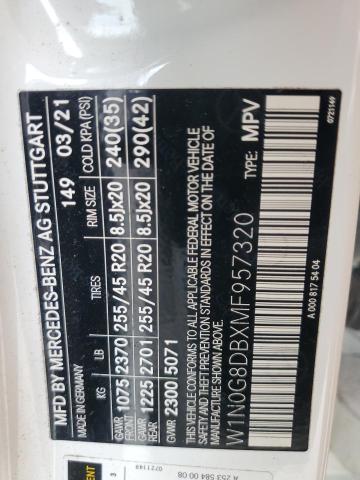 MFD BY MERCEDES-BENZ AG STUTTGART
MADE IN GERMANY 149 03/21
KG LB TIRES RIM SIZE COLD KPA (PSI)
GAWR FRONT 1075 2370 255/45 R20 8.5Jx20 240(35)
GAWR REAR 1225 2701 255/45 R20 8.5Jx20 290(42)
GVWR 2300 5071
THIS VEHICLE CONFORMS TO ALL APPLICABLE FEDERAL MOTOR VEHICLE
SAFETY AND THEFT PREVENTION STANDARDS IN EFFECT ON THE DATE OF
MANUFACTURE SHOWN ABOVE.
W1N0G8DBXMF957320 TYPE: MPV
A 000 817 54 04
0721149
A 253 584 00 08
0721149
3